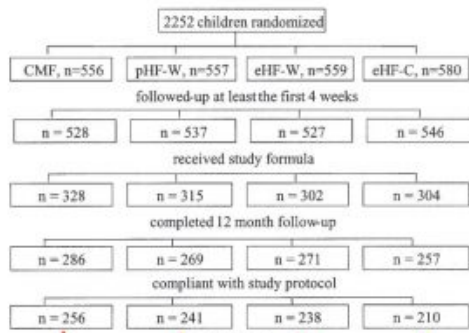 2252 children randomized
CMF, n=556 pHF-W, n=557 eHF-W, n=559 eHF-C, n=580
followed-up at least the first 4 weeks
n = 528 n = 537 n = 527 n = 546
received study formula
n = 328 n = 315 n = 302 n = 304
completed 12 month follow-up
n = 286 n = 269 n = 271 n = 257
compliant with study protocol
n = 256 n = 241 n = 238 n = 210